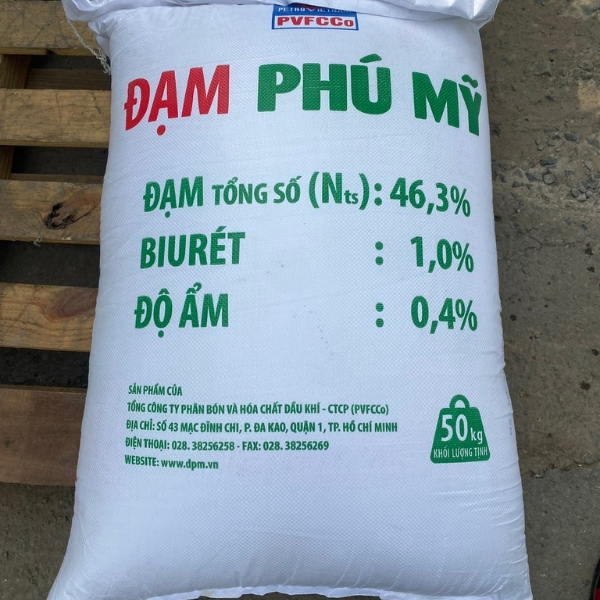 PETROVIETNAM
PVFCCo
ĐẠM PHÚ MỸ
ĐẠM TỔNG SỐ (Nts): 46,3%
BIURÉT : 1,0%
ĐỘ ẨM : 0,4%
SẢN PHẨM CỦA
TỔNG CÔNG TY PHÂN BÓN VÀ HÓA CHẤT DẦU KHÍ - CTCP (PVFCCo)
ĐỊA CHỈ: SỐ 43 MẠC ĐĨNH CHI, P. ĐA KAO, QUẬN 1, TP. HỒ CHÍ MINH
ĐIỆN THOẠI: 028. 38256258 - FAX: 028. 38256269
WEBSITE: www.dpm.vn
50kg
KHỐI LƯỢNG TỊNH